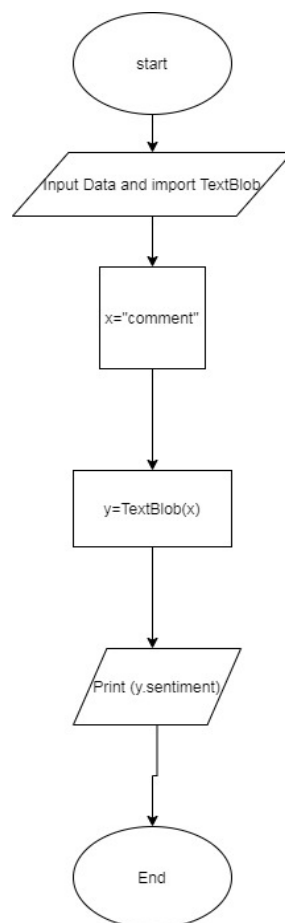 start
Input Data and import TextBlob
x="comment"
y=TextBlob(x)
Print (y.sentiment)
End